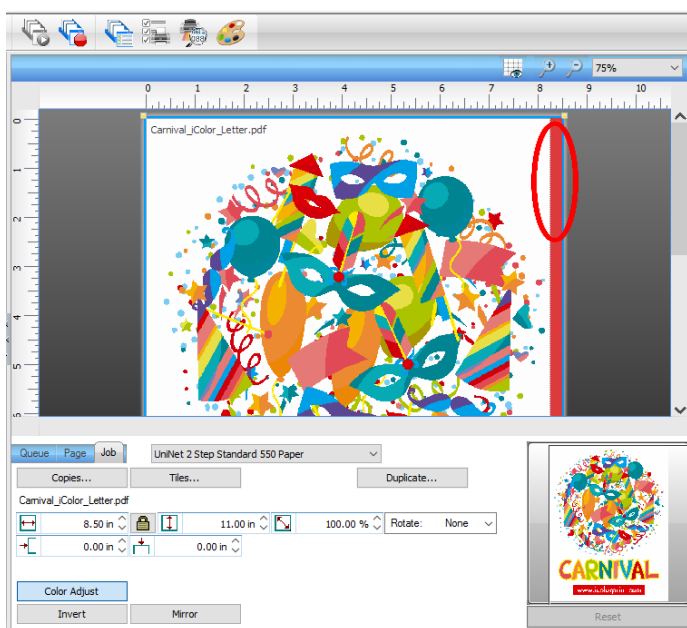 75%
0 1 2 3 4 5 6 7 8 9 10
0
1
2
3
4
5
6
Carnival_iColor_Letter.pdf
Queue Page Job
UniNet 2 Step Standard 550 Paper
Copies... Tiles... Duplicate...
Carnival_iColor_Letter.pdf
8.50 in 11.00 in 100.00 % Rotate: None
0.00 in 0.00 in
Color Adjust
Invert Mirror
CARNIVAL
Reset